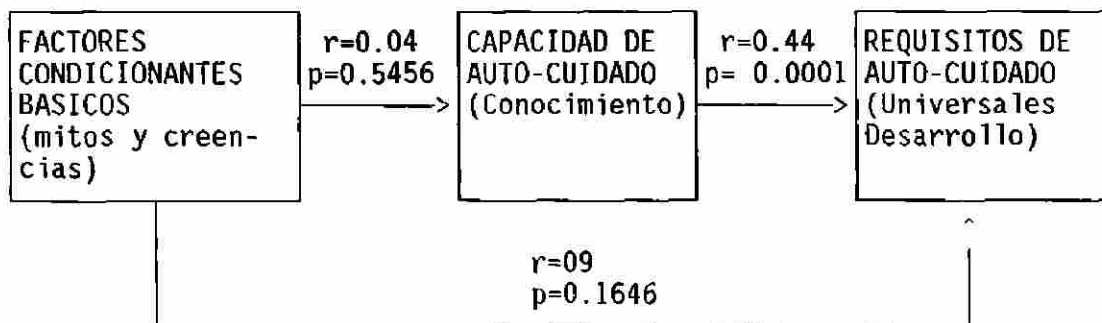 FACTORES
CONDICIONANTES
BASICOS
(mitos y creen-
cias)
r=0.04
p=0.5456
CAPACIDAD DE
AUTO-CUIDADO
(Conocimiento)
r=0.44
p= 0.0001
REQUISITOS DE
AUTO-CUIDADO
(Universales
Desarrollo)
r=09
p=0.1646